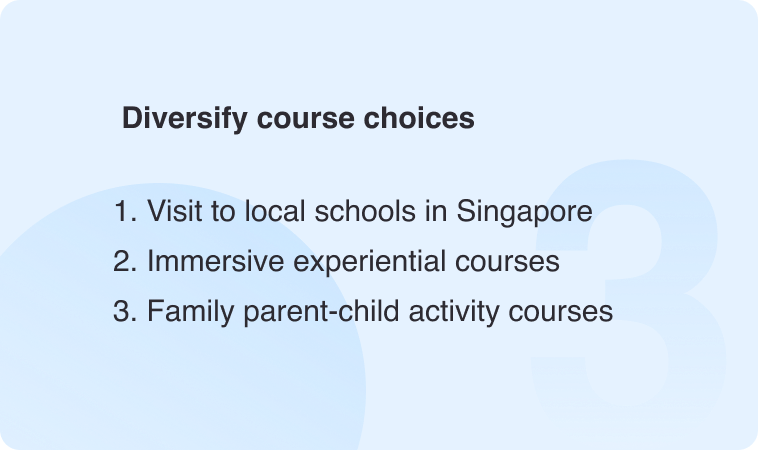 Diversify course choices
1. Visit to local schools in Singapore
2. Immersive experiential courses
3. Family parent-child activity courses
3